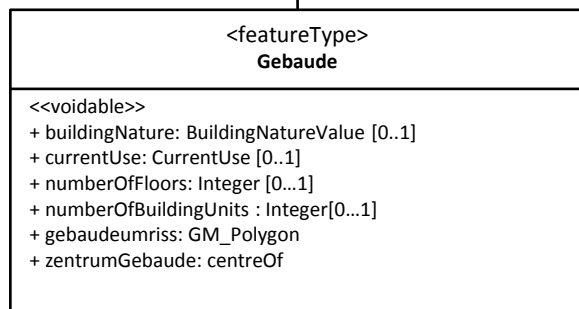 <featureType>
Gebaude
<<voidable>>
+ buildingNature: BuildingNatureValue [0..1]
+ currentUse: CurrentUse [0..1]
+ numberOfFloors: Integer [0...1]
+ numberOfBuildingUnits : Integer[0...1]
+ gebaudeumriss: GM_Polygon
+ zentrumGebaude: centreOf